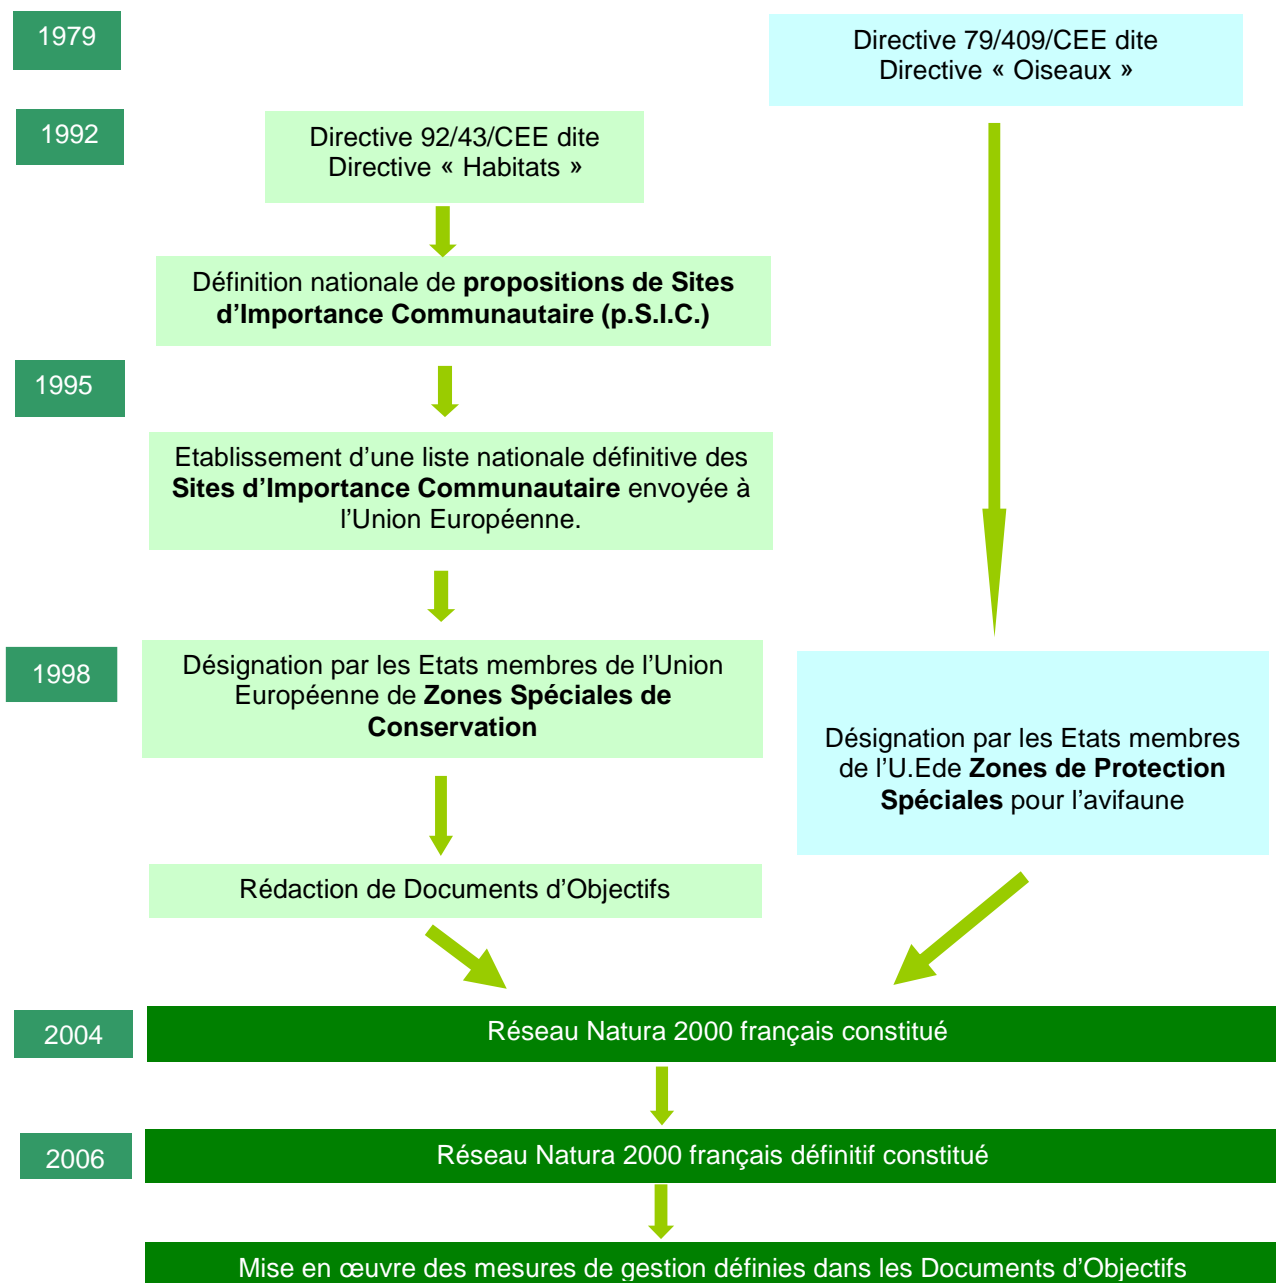 1979
Directive 79/409/CEE dite
Directive « Oiseaux »
1992
Directive 92/43/CEE dite
Directive « Habitats »
Définition nationale de propositions de Sites
d’Importance Communautaire (p.S.I.C.)
1995
Etablissement d’une liste nationale définitive des
Sites d’Importance Communautaire envoyée à
l’Union Européenne.
1998
Désignation par les Etats membres de l’Union
Européenne de Zones Spéciales de
Conservation
Désignation par les Etats membres
de l’U.Ede Zones de Protection
Spéciales pour l’avifaune
Rédaction de Documents d’Objectifs
2004
Réseau Natura 2000 français constitué
2006
Réseau Natura 2000 français définitif constitué
Mise en œuvre des mesures de gestion définies dans les Documents d’Objectifs